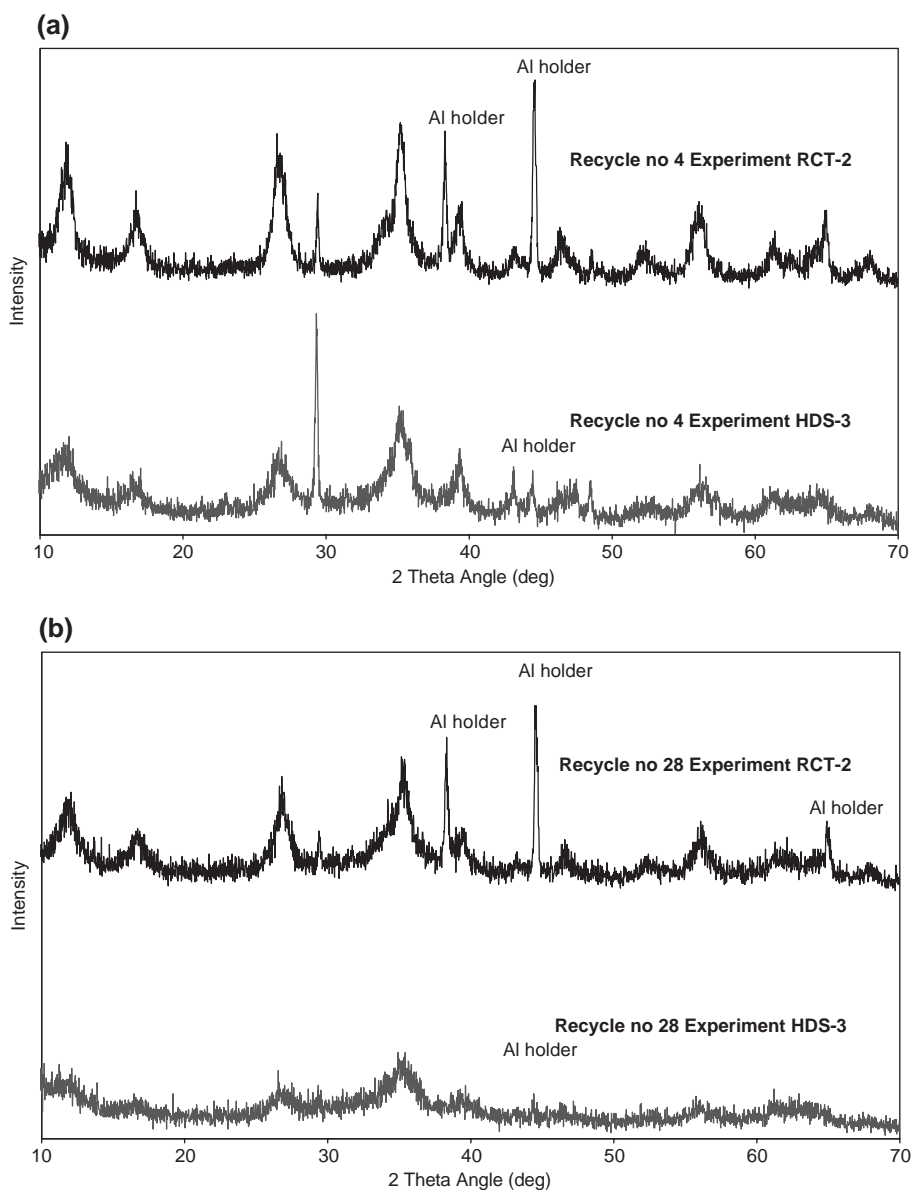 (a)
Al holder
Al holder
Recycle no 4 Experiment RCT-2
Intensity
Recycle no 4 Experiment HDS-3
Al holder
10 20 30 40 50 60 70
2 Theta Angle (deg)
(b)
Al holder
Al holder
Recycle no 28 Experiment RCT-2
Al holder
Intensity
Recycle no 28 Experiment HDS-3
Al holder
10 20 30 40 50 60 70
2 Theta Angle (deg)